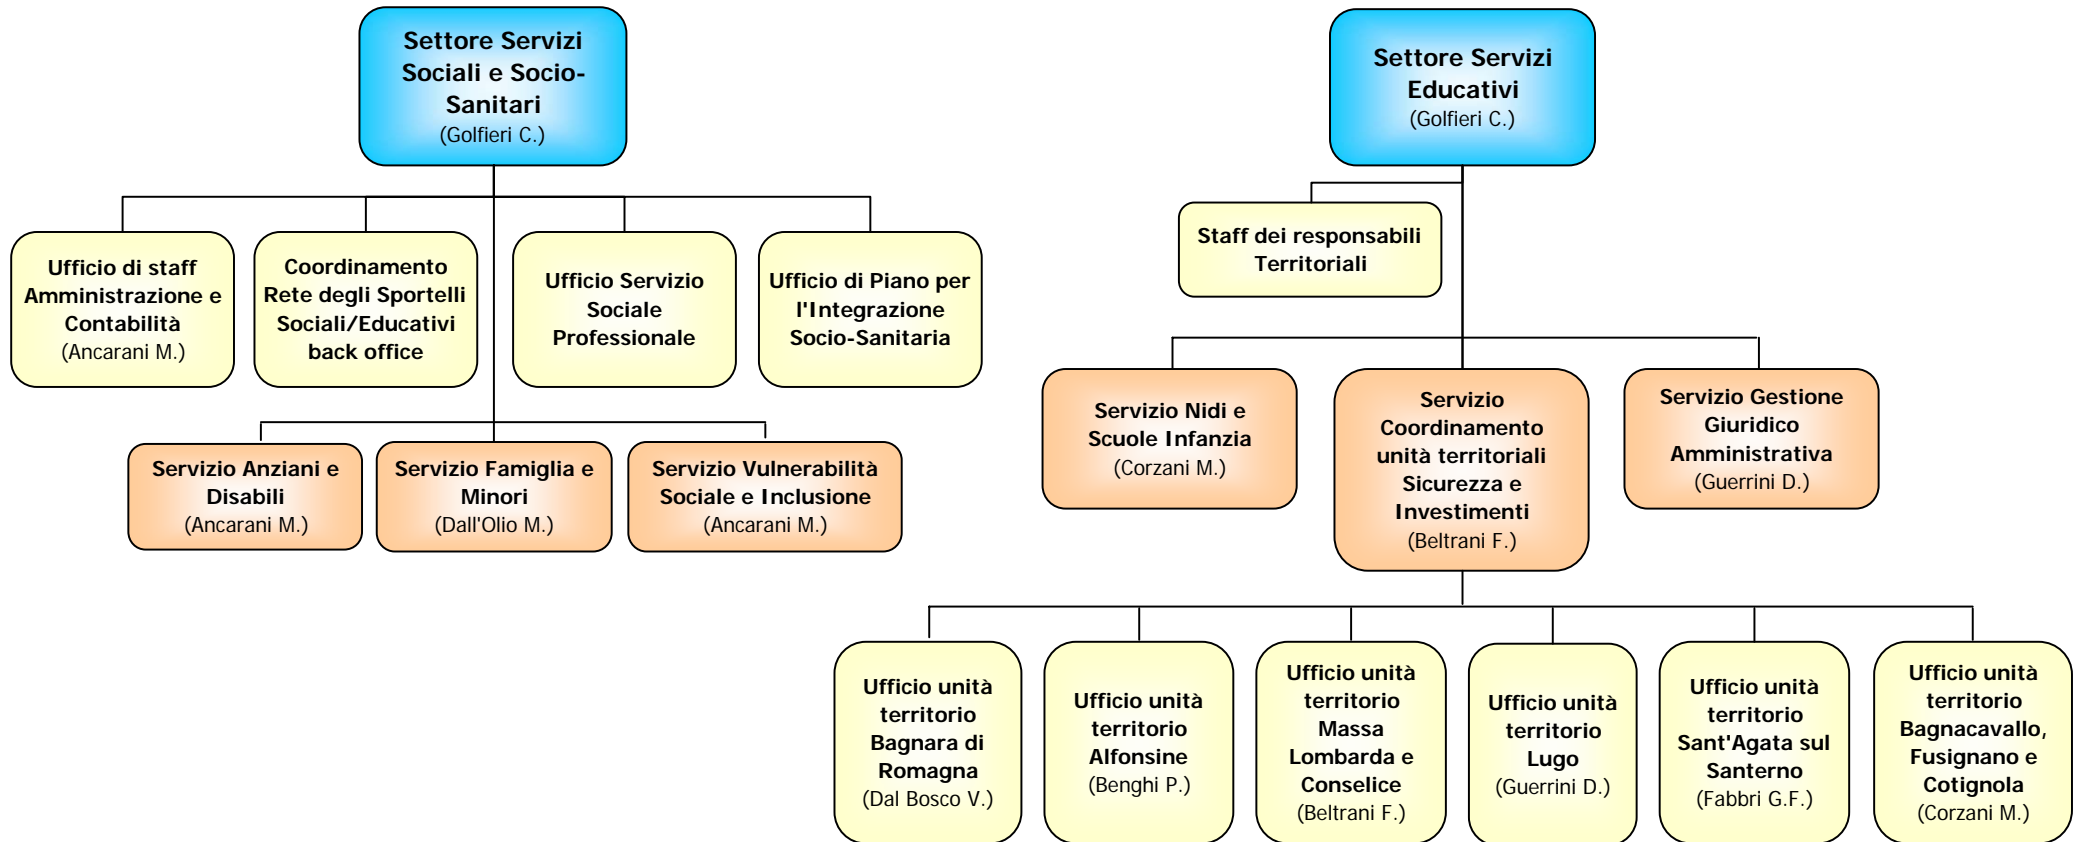 Settore Servizi
Sociali e Socio-
Sanitari
(Golfieri C.)
Settore Servizi
Educativi
(Golfieri C.)
Ufficio di staff
Amministrazione e
Contabilità
(Ancarani M.)
Coordinamento
Rete degli Sportelli
Sociali/Educativi
back office
Ufficio Servizio
Sociale
Professionale
Ufficio di Piano per
l'Integrazione
Socio-Sanitaria
Staff dei responsabili
Territoriali
Servizio Anziani e
Disabili
(Ancarani M.)
Servizio Famiglia e
Minori
(Dall'Olio M.)
Servizio Vulnerabilità
Sociale e Inclusione
(Ancarani M.)
Servizio Nidi e
Scuole Infanzia
(Corzani M.)
Servizio
Coordinamento
unità territoriali
Sicurezza e
Investimenti
(Beltrani F.)
Servizio Gestione
Giuridico
Amministrativa
(Guerrini D.)
Ufficio unità
territorio
Bagnara di
Romagna
(Dal Bosco V.)
Ufficio unità
territorio
Alfonsine
(Benghi P.)
Ufficio unità
territorio
Massa
Lombarda e
Conselice
(Beltrani F.)
Ufficio unità
territorio
Lugo
(Guerrini D.)
Ufficio unità
territorio
Sant'Agata sul
Santerno
(Fabbri G.F.)
Ufficio unità
territorio
Bagnacavallo,
Fusignano e
Cotignola
(Corzani M.)